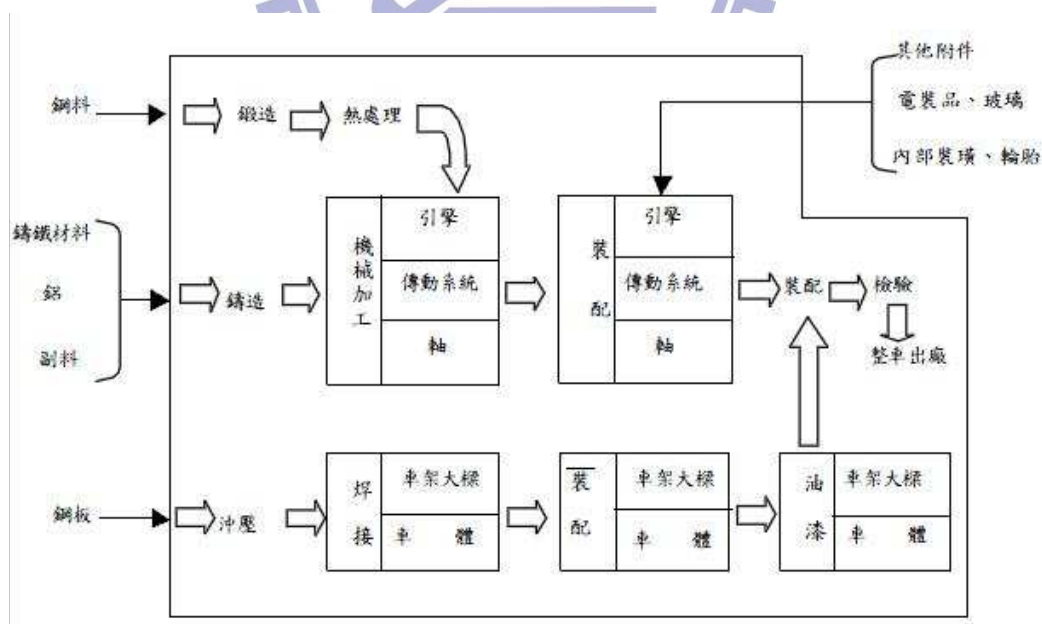 其他附件
電裝品、玻璃
內部裝璜、輪胎
鋼料
鍛造
熱處理
鑄鐵材料
鋁
副料
鑄造
機械加工
引擎
傳動系統
軸
裝配
引擎
傳動系統
軸
裝配
檢驗
整車出廠
鋼板
沖壓
焊接
車架大樑
車 體
裝配
車架大樑
車 體
油漆
車架大樑
車 體